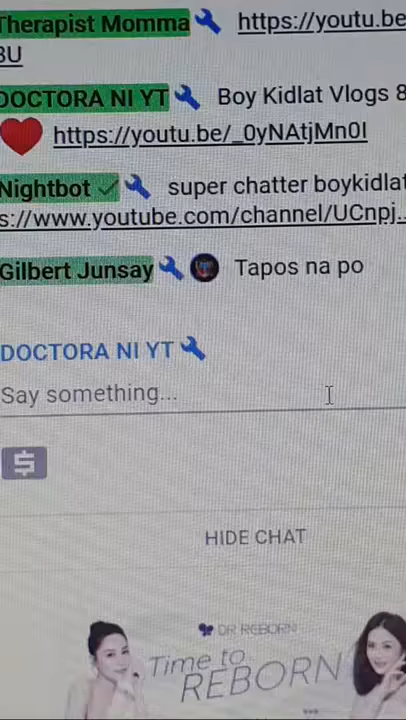 Therapist Momma https://youtu.be
3U
DOCTORA NI YT Boy Kidlat Vlogs 8
https://youtu.be/_0yNAtjMn0I
Nightbot super chatter boykidlat
s://www.youtube.com/channel/UCnpj...
Gilbert Junsay Tapos na po
DOCTORA NI YT
Say something...
HIDE CHAT
DR REBORN
Time to
REBORN